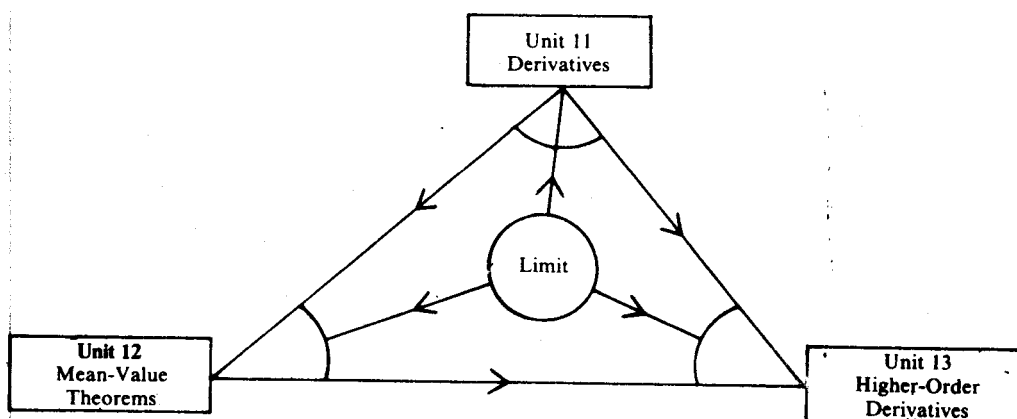 Unit 11
Derivatives
Limit
Unit 12
Mean-Value
Theorems
Unit 13
Higher-Order
Derivatives